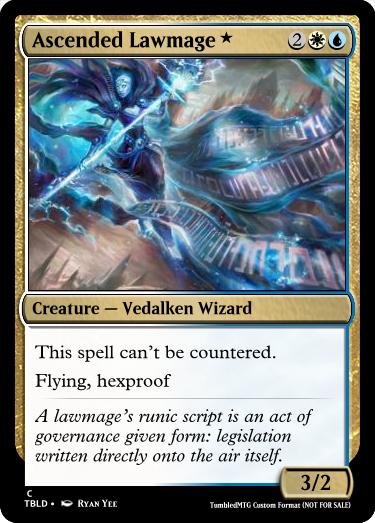 Ascended Lawmage ★ 2
Creature — Vedalken Wizard
This spell can't be countered.
Flying, hexproof
A lawmage's runic script is an act of
governance given form: legislation
written directly onto the air itself.
3/2
C
TBLD • Ryan Yee
TumbledMTG Custom Format (NOT FOR SALE)